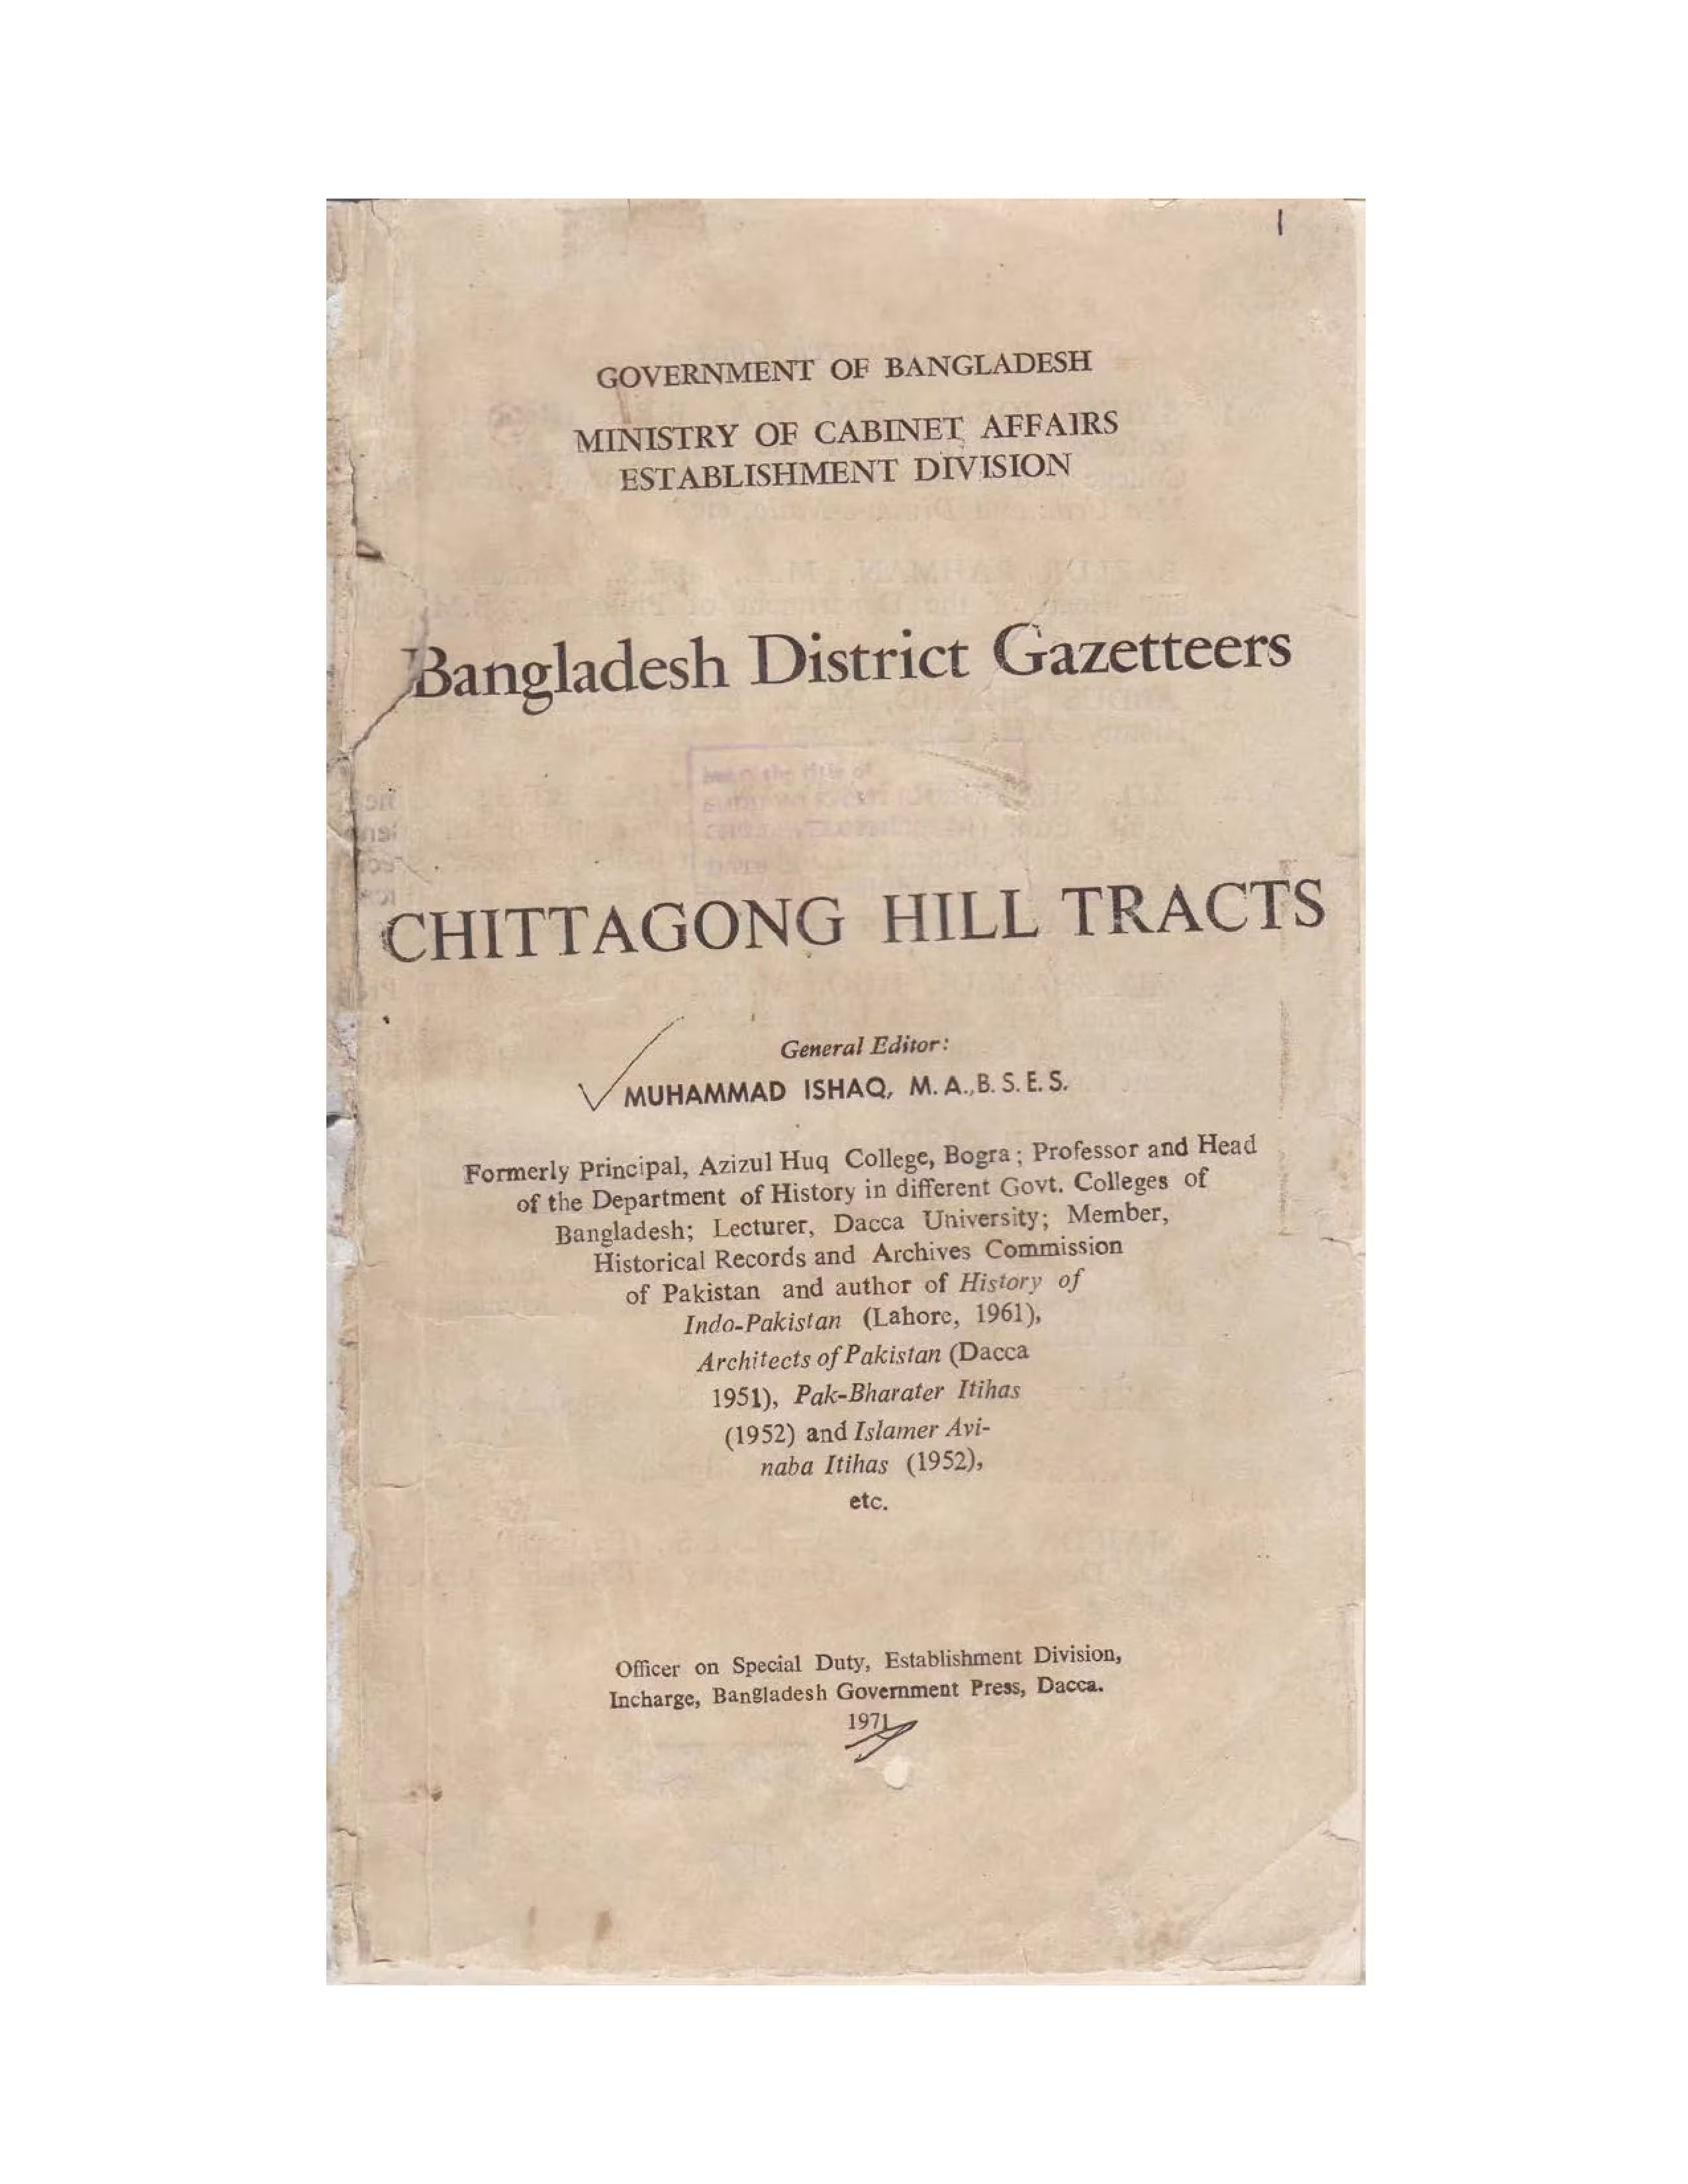 GOVERNMENT OF BANGLADESH
MINISTRY OF CABINET AFFAIRS
ESTABLISHMENT DIVISION
Bangladesh District Gazetteers
CHITTAGONG HILL TRACTS
General Editor:
MUHAMMAD ISHAQ, M. A., B. S. E. S.
Formerly Principal, Azizul Huq College, Bogra; Professor and Head
of the Department of History in different Govt. Colleges of
Bangladesh; Lecturer, Dacca University; Member,
Historical Records and Archives Commission
of Pakistan and author of History of
Indo-Pakistan (Lahore, 1961),
Architects of Pakistan (Dacca
1951), Pak-Bharater Itihas
(1952) and Islamer Avi-
naba Itihas (1952),
etc.
Officer on Special Duty, Establishment Division,
Incharge, Bangladesh Government Press, Dacca.
1971